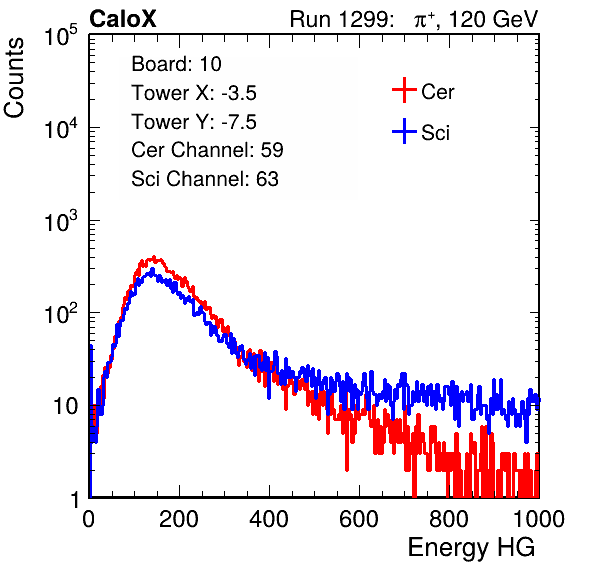 CaloX Run 1299: π⁺, 120 GeV
Counts
10⁵
10⁴
10³
10²
10
1
Board: 10
Tower X: -3.5
Tower Y: -7.5
Cer Channel: 59
Sci Channel: 63
Cer
Sci
0 200 400 600 800 1000
Energy HG